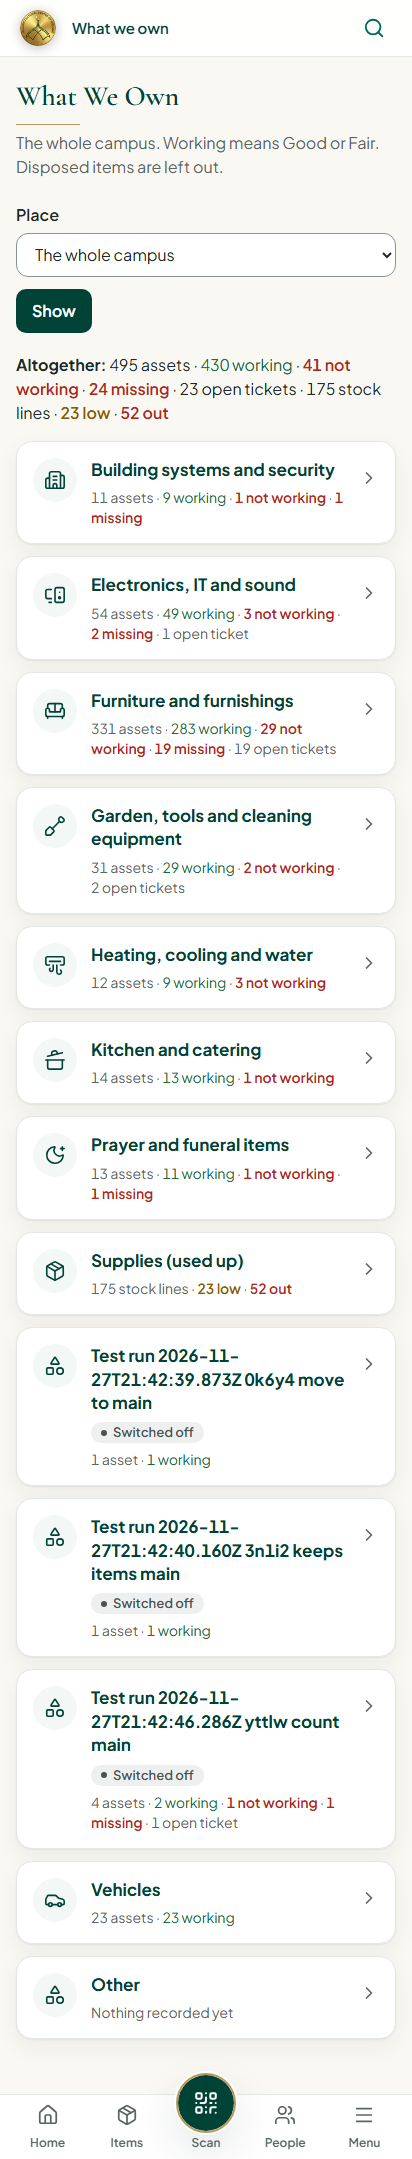 What we own
What We Own
The whole campus. Working means Good or Fair.
Disposed items are left out.
Place
The whole campus
Show
Altogether: 495 assets · 430 working · 41 not
working · 24 missing · 23 open tickets · 175 stock
lines · 23 low · 52 out
Building systems and security
11 assets · 9 working · 1 not working · 1
missing
Electronics, IT and sound
54 assets · 49 working · 3 not working ·
2 missing · 1 open ticket
Furniture and furnishings
331 assets · 283 working · 29 not
working · 19 missing · 19 open tickets
Garden, tools and cleaning
equipment
31 assets · 29 working · 2 not working ·
2 open tickets
Heating, cooling and water
12 assets · 9 working · 3 not working
Kitchen and catering
14 assets · 13 working · 1 not working
Prayer and funeral items
13 assets · 11 working · 1 not working ·
1 missing
Supplies (used up)
175 stock lines · 23 low · 52 out
Test run 2026-11-
27T21:42:39.873Z 0k6y4 move
to main
Switched off
1 asset · 1 working
Test run 2026-11-
27T21:42:40.160Z 3n1i2 keeps
items main
Switched off
1 asset · 1 working
Test run 2026-11-
27T21:42:46.286Z yttlw count
main
Switched off
4 assets · 2 working · 1 not working · 1
missing · 1 open ticket
Vehicles
23 assets · 23 working
Other
Nothing recorded yet
Home
Items
Scan
People
Menu